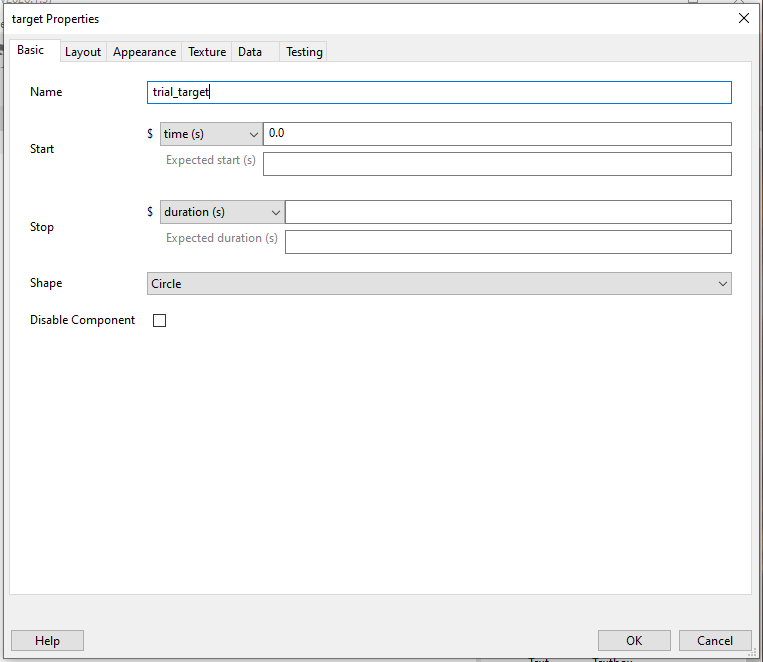 target Properties
Basic Layout Appearance Texture Data Testing
Name trial_target
$ time (s) 0.0
Start
Expected start (s)
$ duration (s)
Stop
Expected duration (s)
Shape Circle
Disable Component
Help OK Cancel